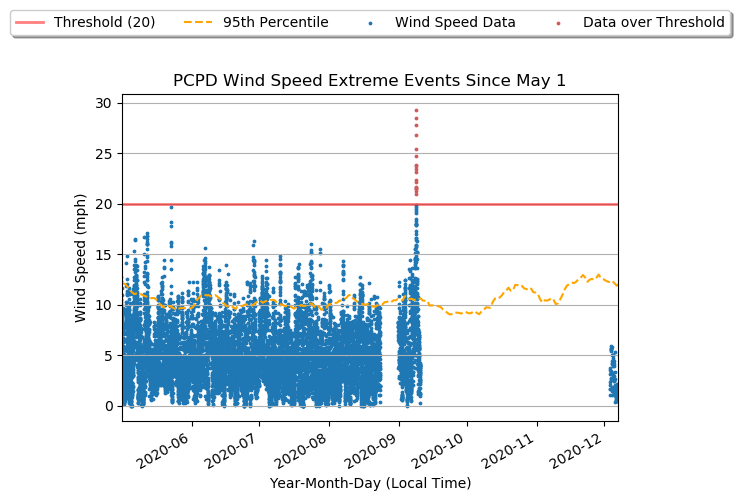 Threshold (20) 95th Percentile Wind Speed Data Data over Threshold
PCPD Wind Speed Extreme Events Since May 1
30
25
20
15
10
5
0
Wind Speed (mph)
2020-06 2020-07 2020-08 2020-09 2020-10 2020-11 2020-12
Year-Month-Day (Local Time)